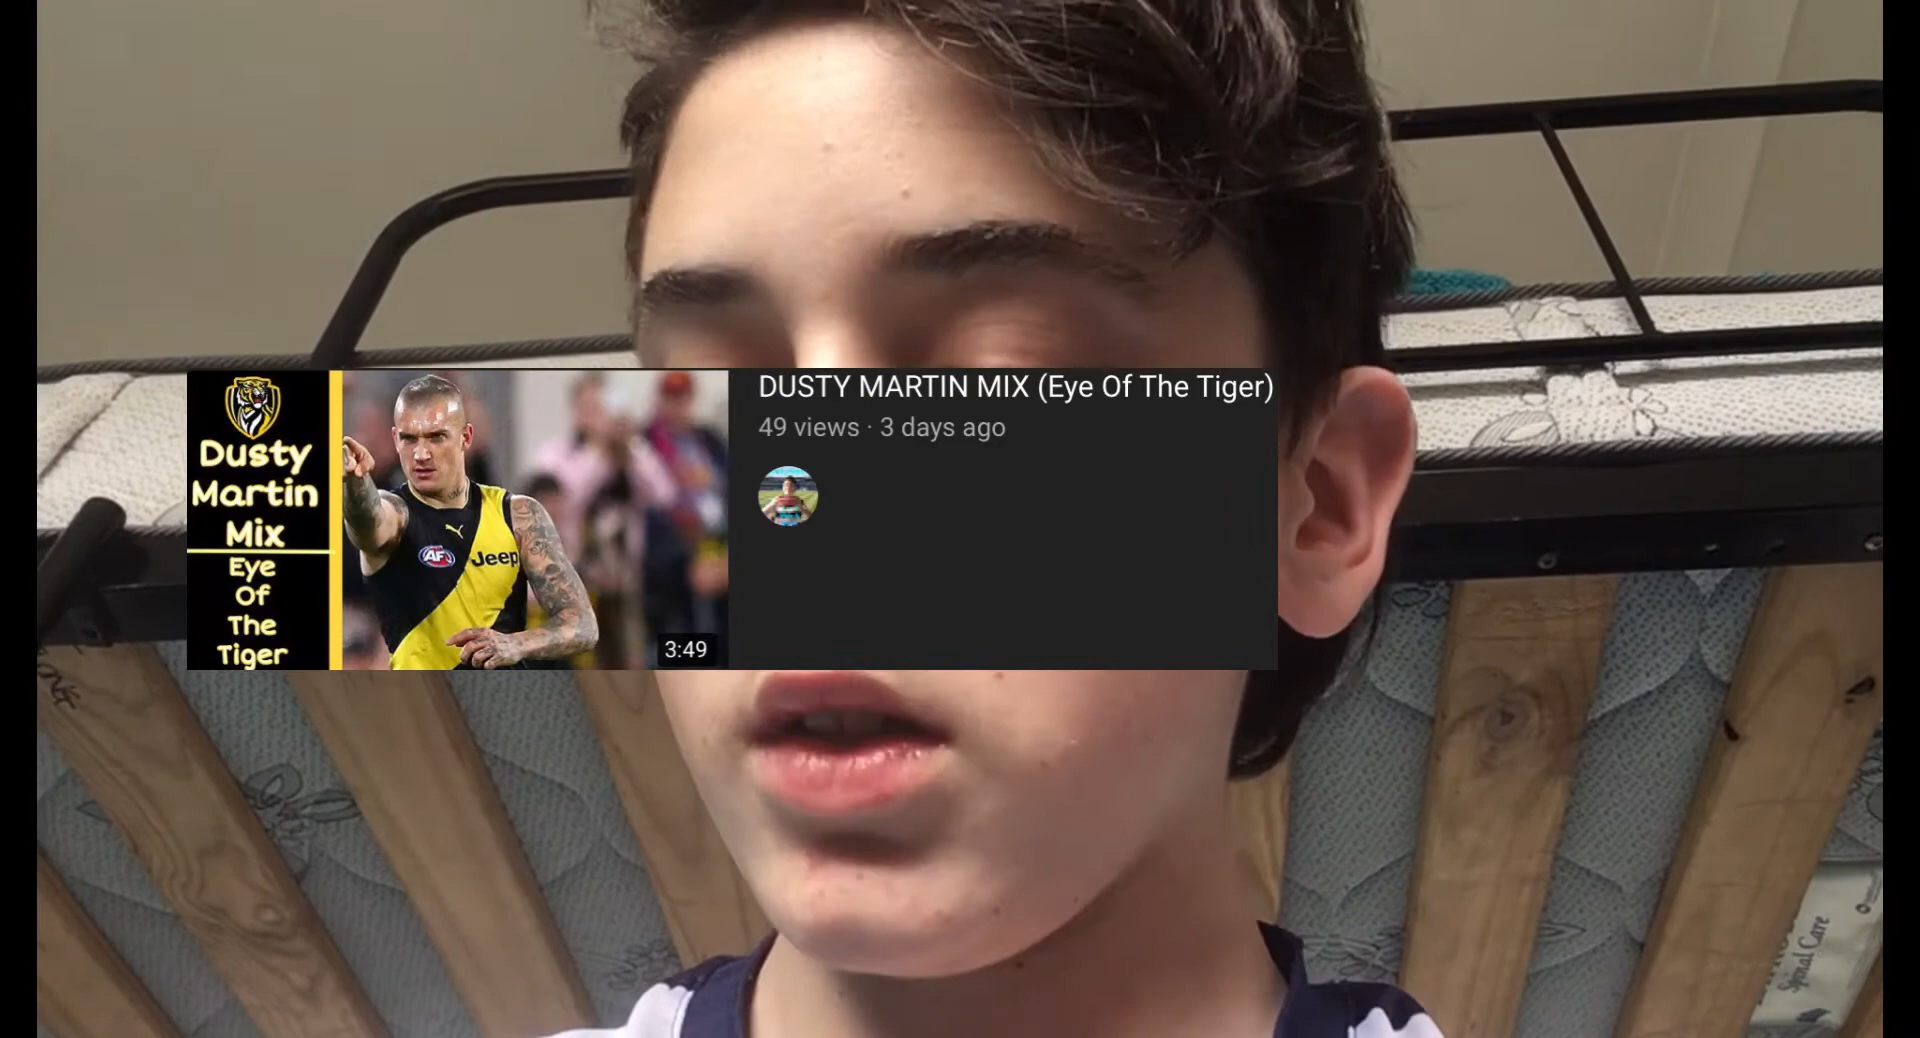 Dusty
Martin
Mix
Eye
Of
The
Tiger
AFL
Jeep
3:49
DUSTY MARTIN MIX (Eye Of The Tiger)
49 views · 3 days ago
Spinal Care